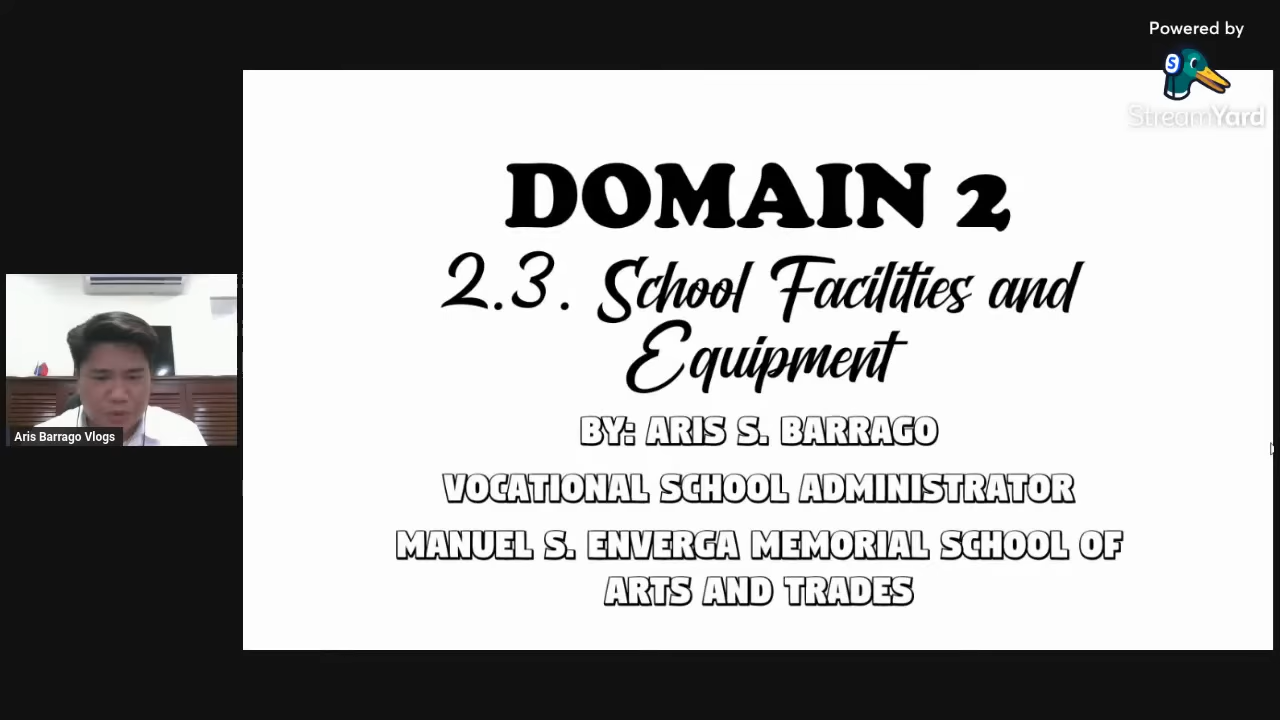 Powered by
S
StreamYard
DOMAIN 2
2.3. School Facilities and
Equipment
BY: ARIS S. BARRAGO
VOCATIONAL SCHOOL ADMINISTRATOR
MANUEL S. ENVERGA MEMORIAL SCHOOL OF
ARTS AND TRADES
Aris Barrago Vlogs